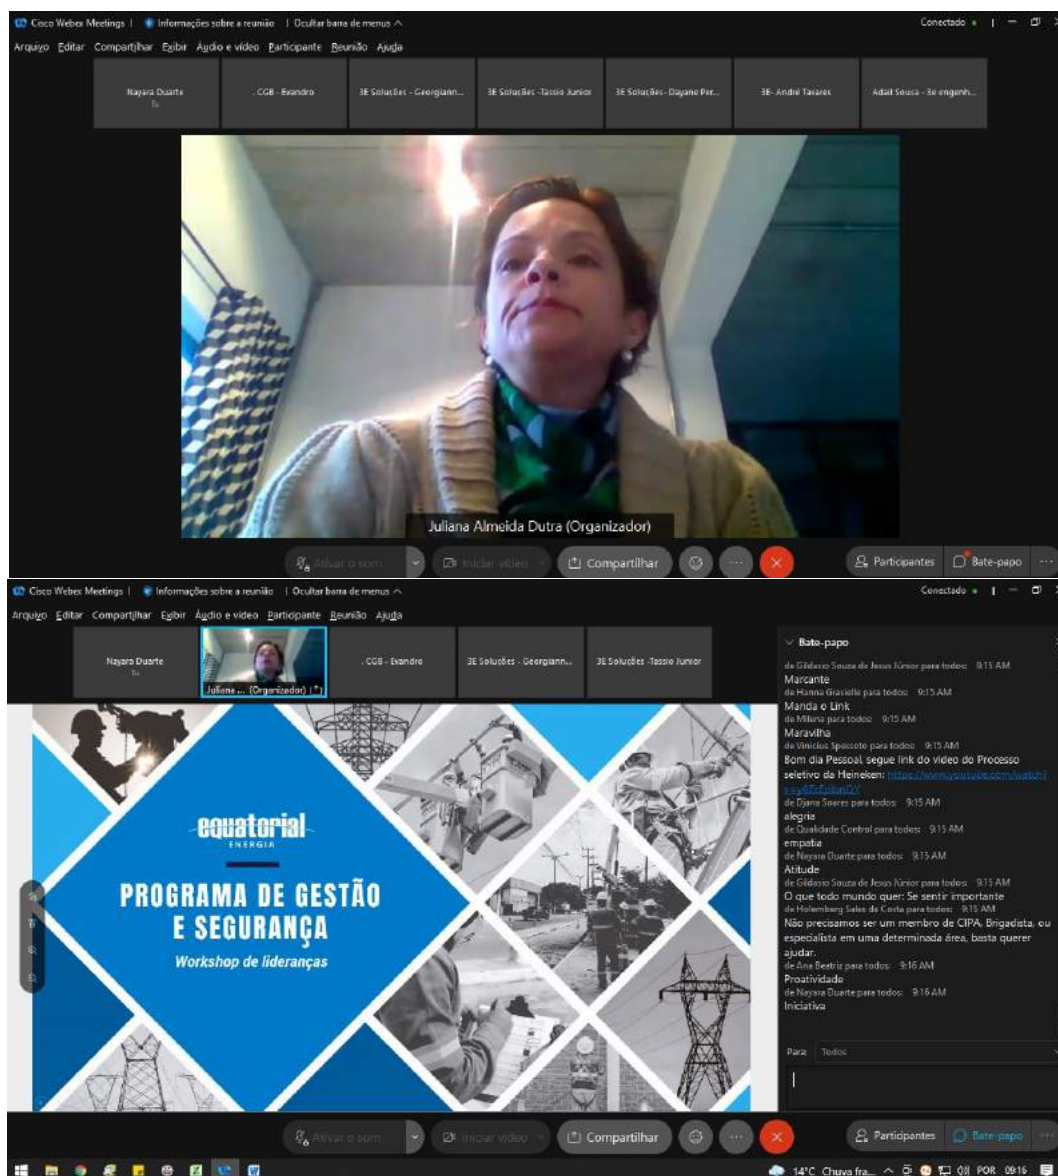 Cisco Webex Meetings | Informações sobre a reunião | Ocultar barra de menus ^
Conectado
Arquivo Editar Compartilhar Exibir Áudio e vídeo Participante Reunião Ajuda
Nayara Duarte
. CGB - Evandro
3E Soluções - Georgiann...
3E Soluções -Tassio Junior
3E Soluções- Dayane Per...
3E- André Tavares
Adail Sousa - 3e engenh...
Juliana Almeida Dutra (Organizador)
Ativar o som
Iniciar vídeo
Compartilhar
Participantes
Bate-papo
Cisco Webex Meetings | Informações sobre a reunião | Ocultar barra de menus ^
Conectado
Arquivo Editar Compartilhar Exibir Áudio e vídeo Participante Reunião Ajuda
Nayara Duarte
Juliana ... (Organizador)
. CGB - Evandro
3E Soluções - Georgiann...
3E Soluções -Tassio Junior
equatorial
ENERGIA
PROGRAMA DE GESTÃO
E SEGURANÇA
Workshop de lideranças
Bate-papo
de Gildasio Souza de Jesus Júnior para todos: 9:15 AM
Marcante
de Hanna Grasielle para todos: 9:15 AM
Manda o Link
de Milena para todos: 9:15 AM
Maravilha
de Vinicius Spessoto para todos: 9:15 AM
Bom dia Pessoal, segue link do vídeo do Processo
seletivo da Heineken: https://www.youtube.com/watch?
de Djana Soares para todos: 9:15 AM
alegria
de Qualidade Control para todos: 9:15 AM
empatia
de Nayara Duarte para todos: 9:15 AM
Atitude
de Gildasio Souza de Jesus Júnior para todos: 9:15 AM
O que todo mundo quer: Se sentir importante
de Holemberg Sales da Costa para todos: 9:15 AM
Não precisamos ser um membro de CIPA, Brigadista, ou
especialista em uma determinada área, basta querer
ajudar.
de Ana Beatriz para todos: 9:16 AM
Proatividade
de Nayara Duarte para todos: 9:16 AM
Iniciativa
Para: Todos
Ativar o som
Iniciar vídeo
Compartilhar
Participantes
Bate-papo
14°C Chuva fra... POR 09:16